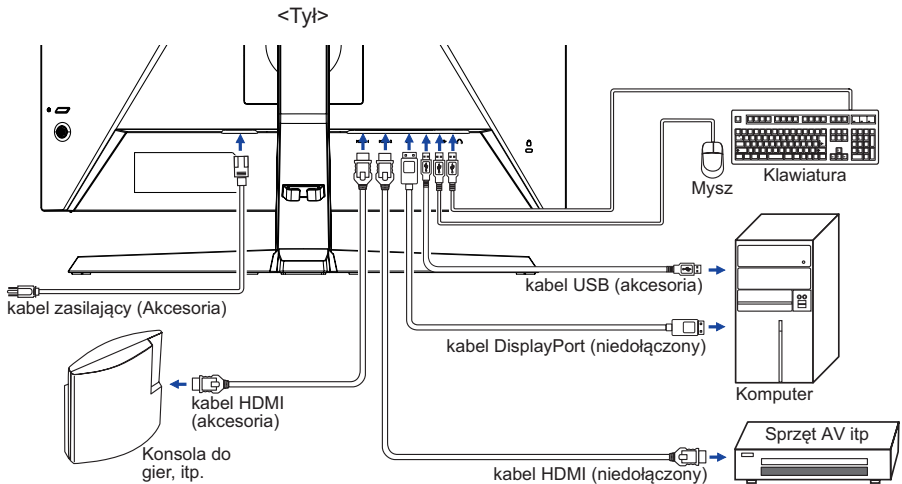 <Tył>
Mysz
Klawiatura
kabel USB (akcesoria)
kabel zasilający (Akcesoria)
kabel DisplayPort (niedołączony)
Komputer
kabel HDMI
(akcesoria)
Konsola do
gier, itp.
Sprzęt AV itp
kabel HDMI (niedołączony)